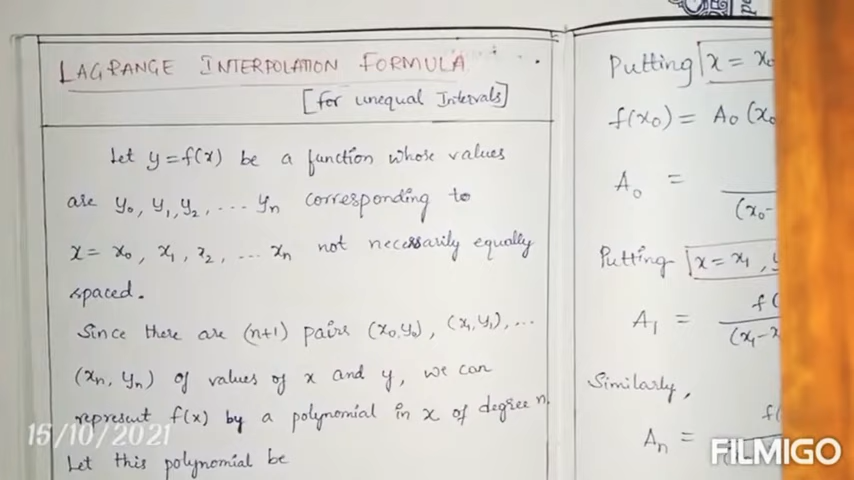 LAGRANGE INTERPOLATION FORMULA
[for unequal Intervals]
Let y = f(x) be a function whose values
are y₀, y₁, y₂, ... yₙ corresponding to
x = x₀, x₁, x₂, ... xₙ not necessarily equally
spaced.
Since there are (n+1) pairs (x₀,y₀), (x₁,y₁),...
(xₙ, yₙ) of values of x and y, we can
represent f(x) by a polynomial in x of degree n.
Let this polynomial be
Putting x = x₀
f(x₀) = A₀ (x₀
A₀ =
(x₀-
Putting x = x₁, y
A₁ = f(
(x₁-x
Similarly,
Aₙ = f(
15/10/2021
FILMIGO